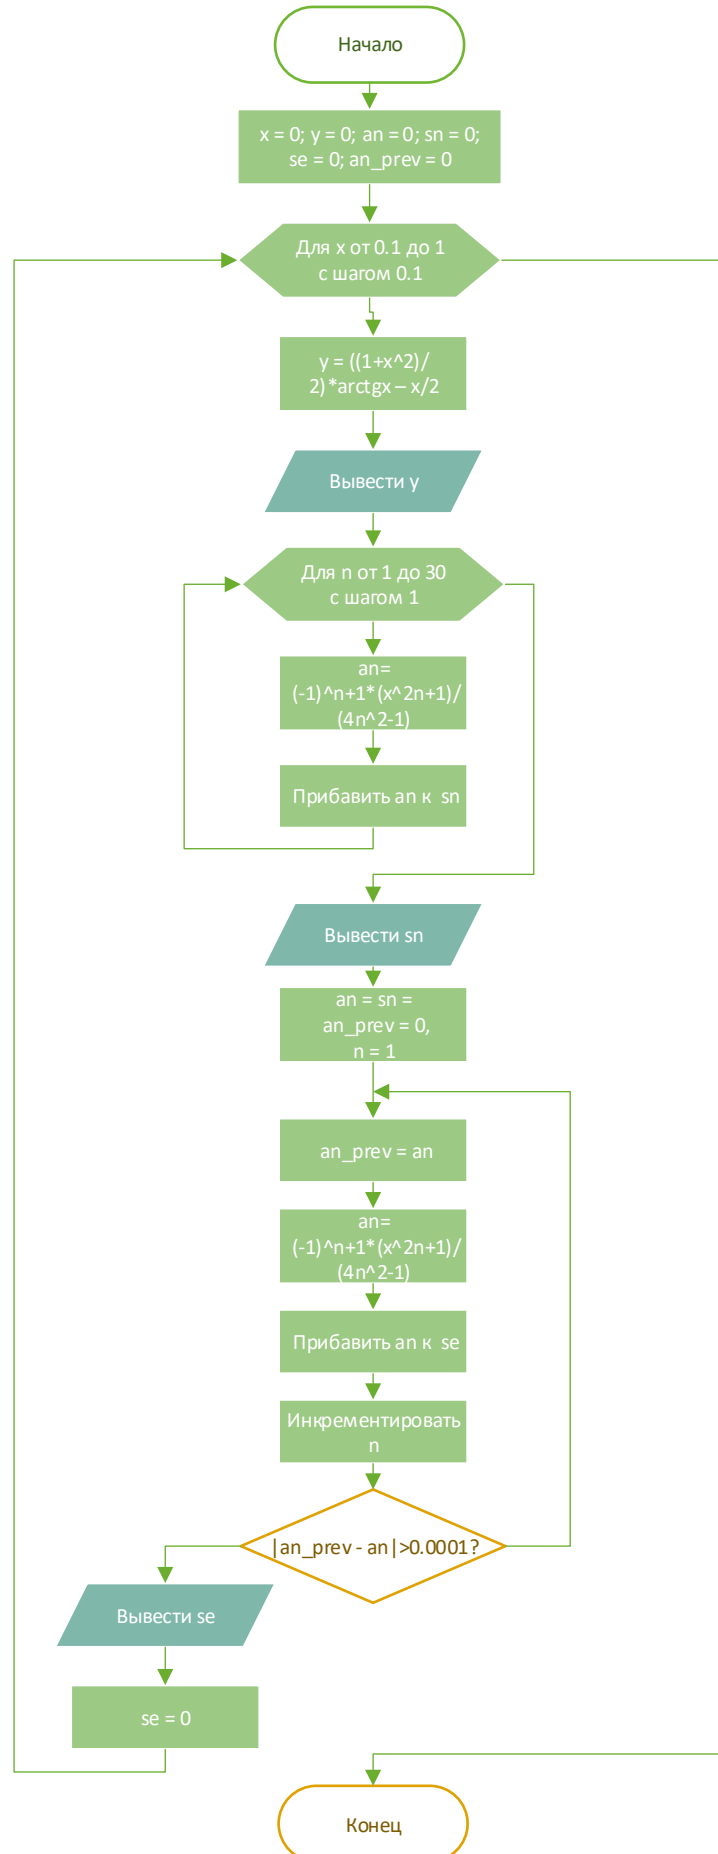 Начало
x = 0; y = 0; an = 0; sn = 0;
se = 0; an_prev = 0
Для x от 0.1 до 1
с шагом 0.1
y = ((1+x^2)/
2)*arctgx – x/2
Вывести y
Для n от 1 до 30
с шагом 1
an=
(-1)^n+1*(x^2n+1)/
(4n^2-1)
Прибавить an к sn
Вывести sn
an = sn =
an_prev = 0,
n = 1
an_prev = an
an=
(-1)^n+1*(x^2n+1)/
(4n^2-1)
Прибавить an к se
Инкрементировать
n
|an_prev - an|>0.0001?
Вывести se
se = 0
Конец